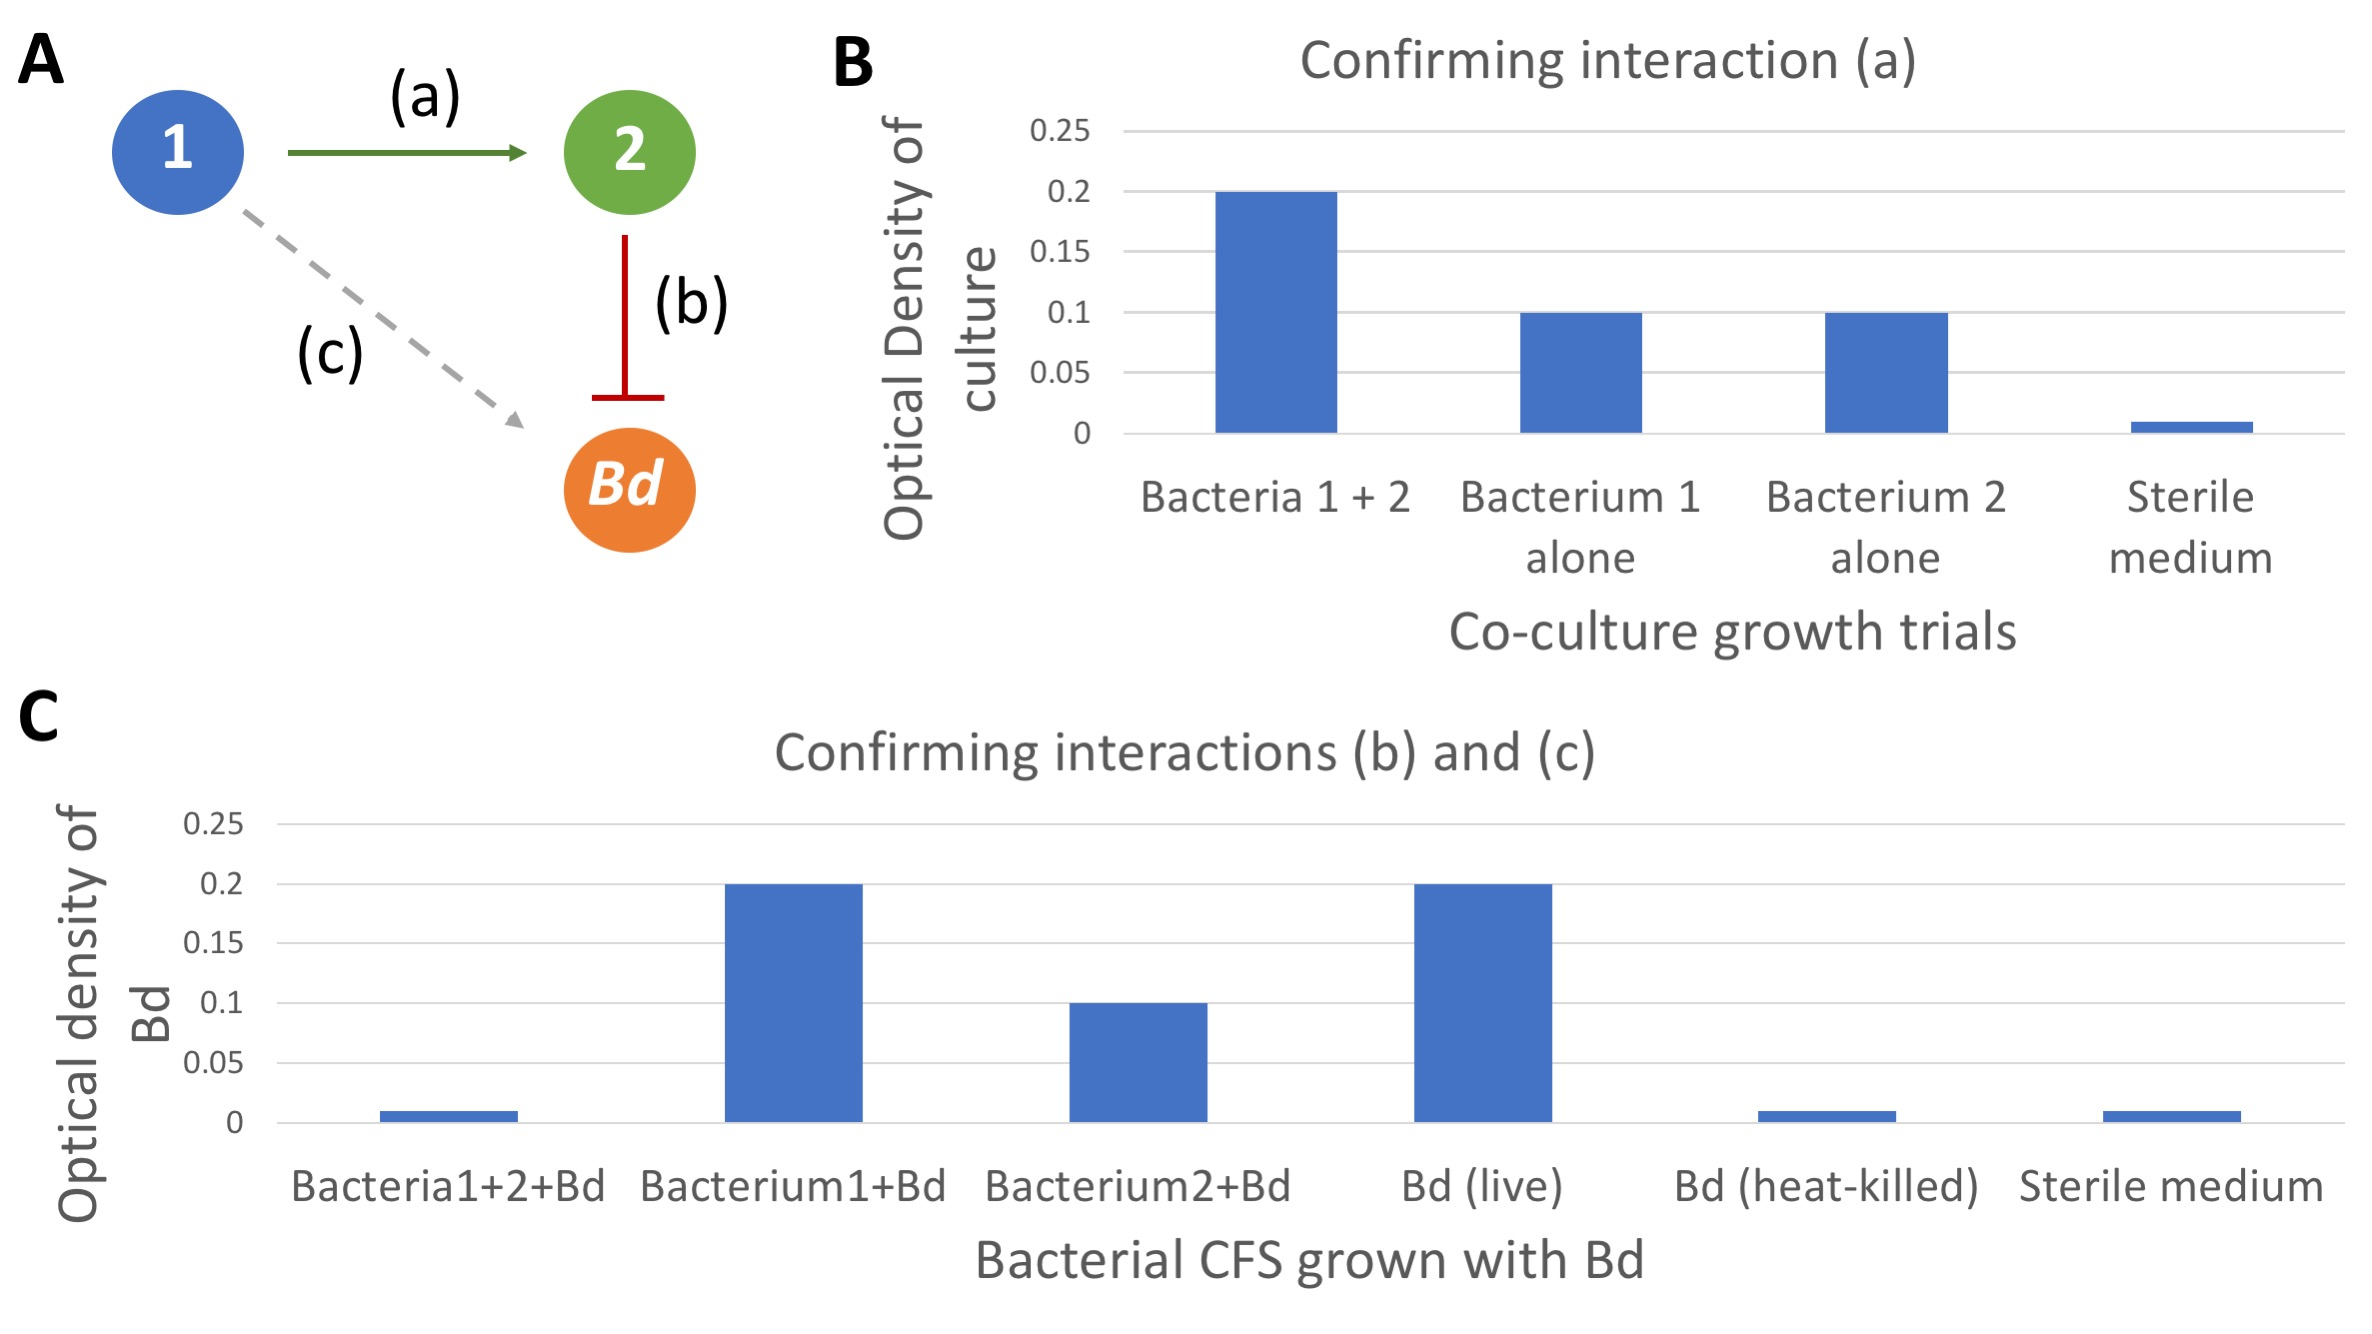 A
1
(a)
2
(b)
(c)
Bd
B
Confirming interaction (a)
Optical Density of
culture
0.25
0.2
0.15
0.1
0.05
0
Bacteria 1 + 2
Bacterium 1
alone
Bacterium 2
alone
Sterile
medium
Co-culture growth trials
C
Confirming interactions (b) and (c)
Optical density of
Bd
0.25
0.2
0.15
0.1
0.05
0
Bacteria1+2+Bd
Bacterium1+Bd
Bacterium2+Bd
Bd (live)
Bd (heat-killed)
Sterile medium
Bacterial CFS grown with Bd